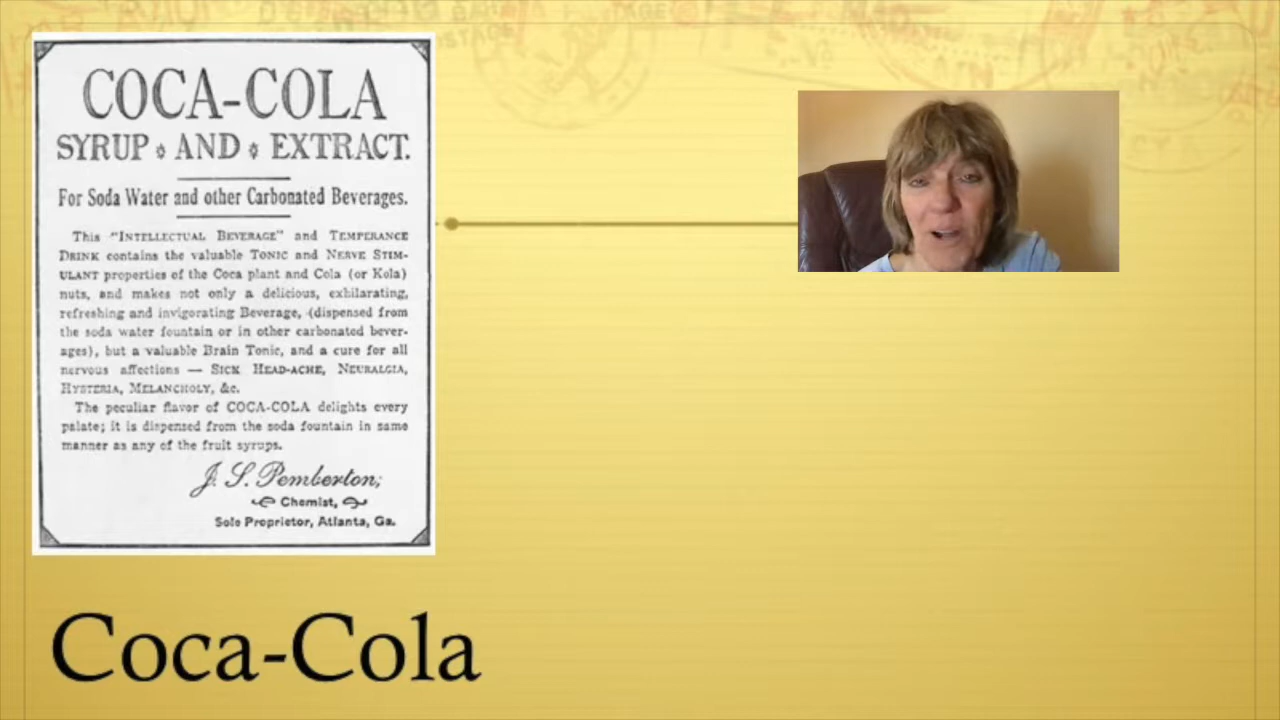 COCA-COLA
SYRUP AND EXTRACT.
For Soda Water and other Carbonated Beverages.
This "INTELLECTUAL BEVERAGE" and TEMPERANCE
DRINK contains the valuable TONIC and NERVE STIM-
ULANT properties of the Coca plant and Cola (or Kola)
nuts, and makes not only a delicious, exhilarating,
refreshing and invigorating Beverage, (dispensed from
the soda water fountain or in other carbonated bever-
ages), but a valuable Brain Tonic, and a cure for all
nervous affections — SICK HEAD-ACHE, NEURALGIA,
HYSTERIA, MELANCHOLY, &c.
The peculiar flavor of COCA-COLA delights every
palate; it is dispensed from the soda fountain in same
manner as any of the fruit syrups.
J. S. Pemberton;
Chemist,
Sole Proprietor, Atlanta, Ga.
Coca-Cola